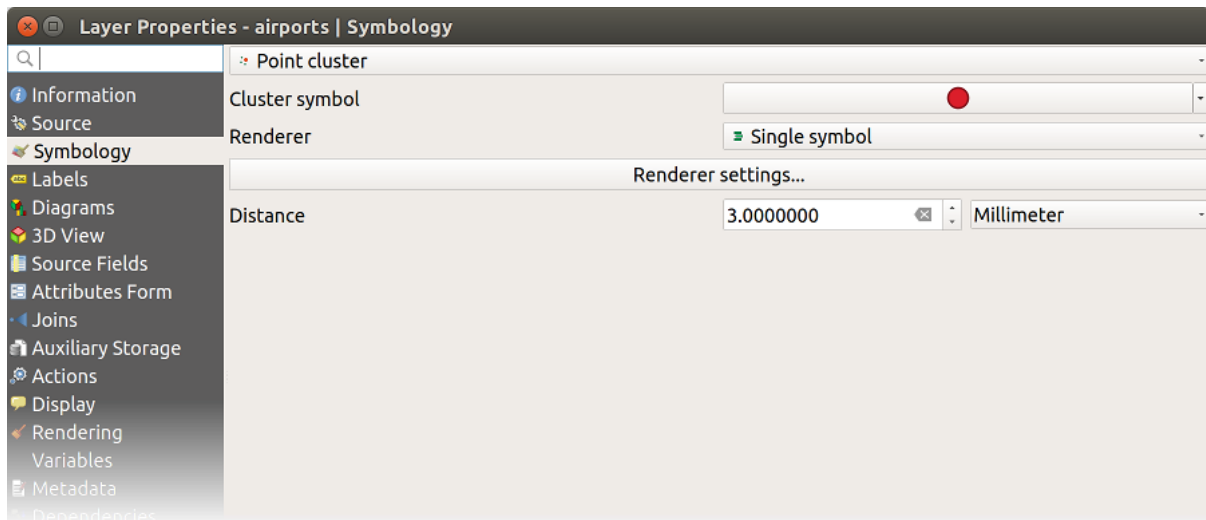 Layer Properties - airports | Symbology
Point cluster
Information
Cluster symbol
Source
Renderer
Single symbol
Symbology
Renderer settings...
Labels
Diagrams
Distance
3.0000000
Millimeter
3D View
Source Fields
Attributes Form
Joins
Auxiliary Storage
Actions
Display
Rendering
Variables
Metadata
Dependencies